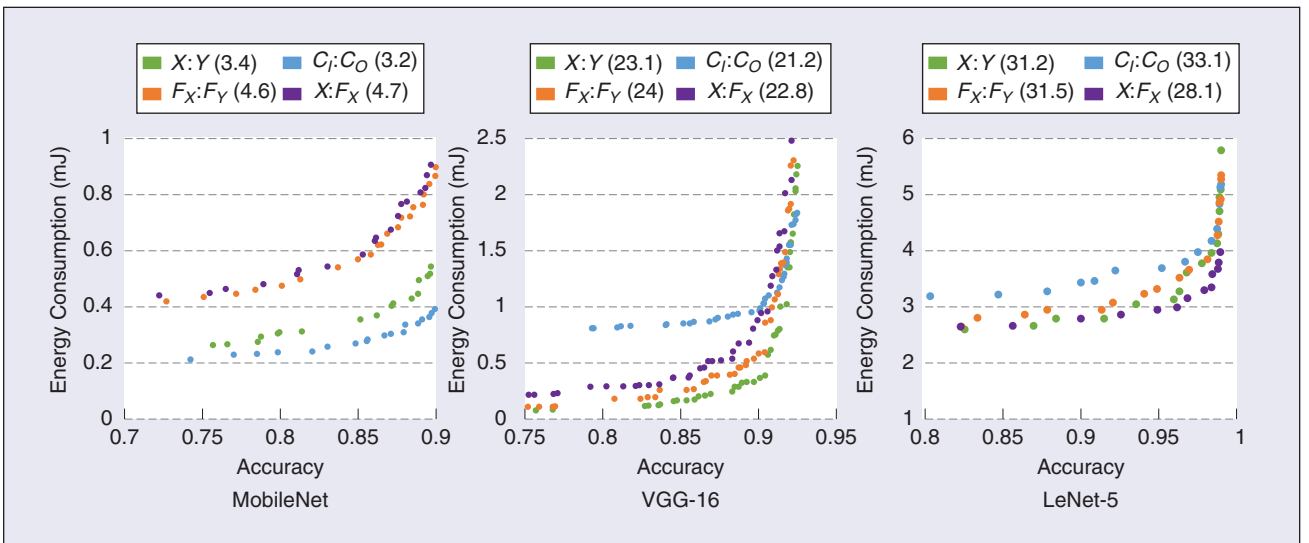 X:Y (3.4) C_I:C_O (3.2)
F_X:F_Y (4.6) X:F_X (4.7)
Energy Consumption (mJ)
1
0.8
0.6
0.4
0.2
0
0.7 0.75 0.8 0.85 0.9
Accuracy
MobileNet
X:Y (23.1) C_I:C_O (21.2)
F_X:F_Y (24) X:F_X (22.8)
Energy Consumption (mJ)
2.5
2
1.5
1
0.5
0
0.75 0.8 0.85 0.9 0.95
Accuracy
VGG-16
X:Y (31.2) C_I:C_O (33.1)
F_X:F_Y (31.5) X:F_X (28.1)
Energy Consumption (mJ)
6
5
4
3
2
1
0.8 0.85 0.9 0.95 1
Accuracy
LeNet-5